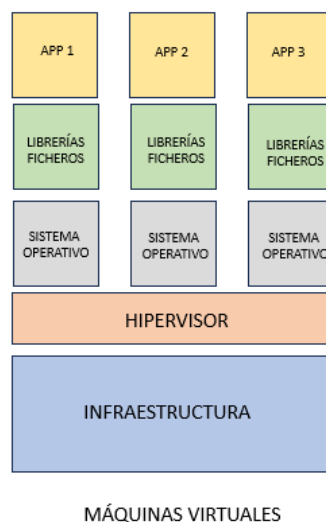 APP 1
APP 2
APP 3
LIBRERÍAS
FICHEROS
LIBRERÍAS
FICHEROS
LIBRERÍAS
FICHEROS
SISTEMA
OPERATIVO
SISTEMA
OPERATIVO
SISTEMA
OPERATIVO
HIPERVISOR
INFRAESTRUCTURA
MÁQUINAS VIRTUALES